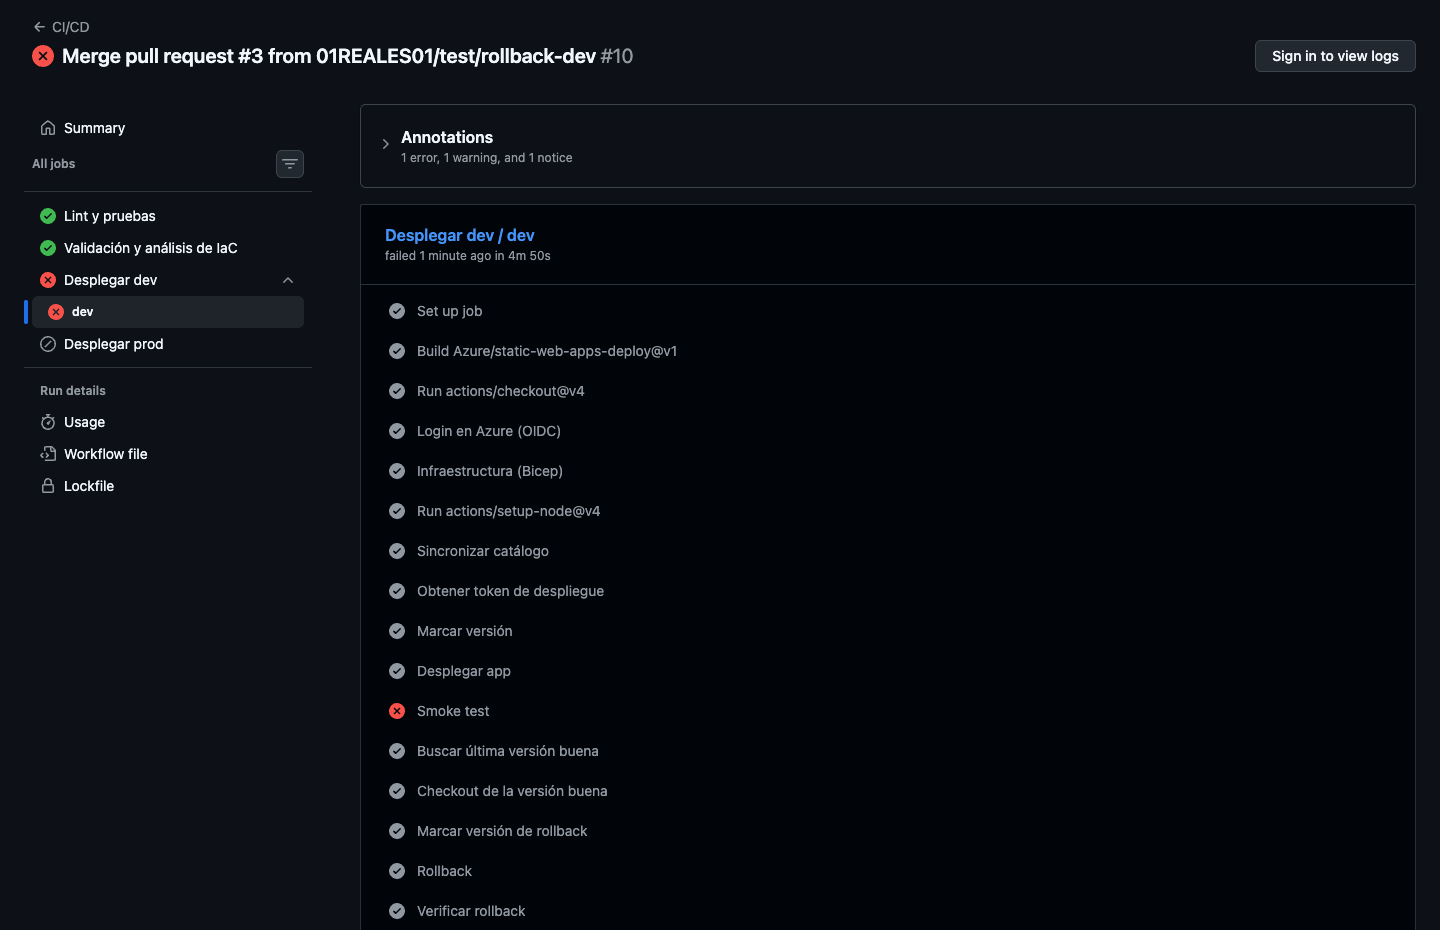 CI/CD
Merge pull request #3 from 01REALES01/test/rollback-dev #10
Sign in to view logs
Summary
All jobs
Lint y pruebas
Validación y análisis de IaC
Desplegar dev
dev
Desplegar prod
Run details
Usage
Workflow file
Lockfile
Annotations
1 error, 1 warning, and 1 notice
Desplegar dev / dev
failed 1 minute ago in 4m 50s
Set up job
Build Azure/static-web-apps-deploy@v1
Run actions/checkout@v4
Login en Azure (OIDC)
Infraestructura (Bicep)
Run actions/setup-node@v4
Sincronizar catálogo
Obtener token de despliegue
Marcar versión
Desplegar app
Smoke test
Buscar última versión buena
Checkout de la versión buena
Marcar versión de rollback
Rollback
Verificar rollback